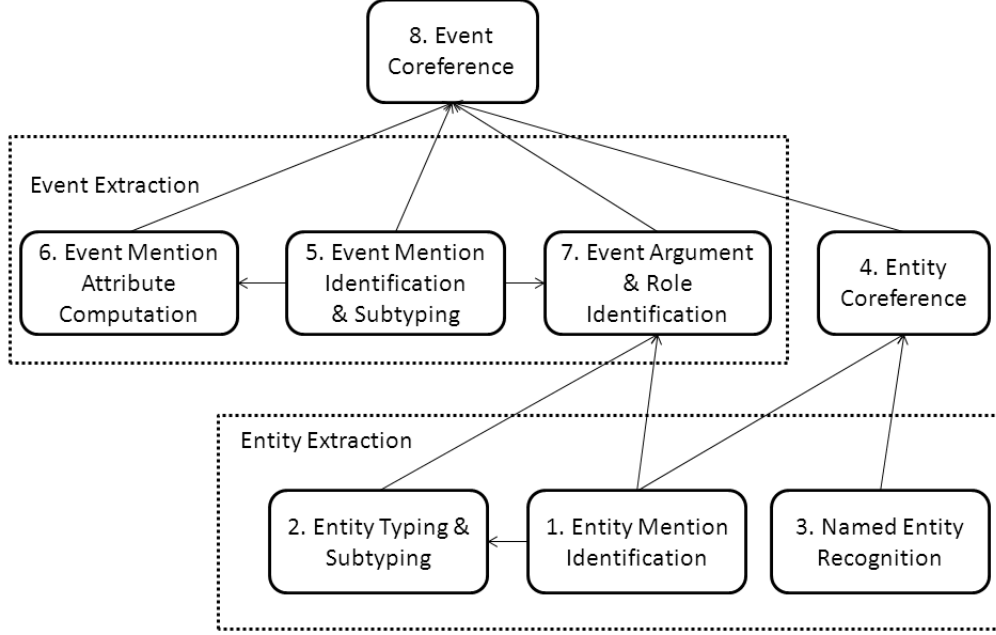 8. Event
Coreference
Event Extraction
6. Event Mention
Attribute
Computation
5. Event Mention
Identification
& Subtyping
7. Event Argument
& Role
Identification
4. Entity
Coreference
Entity Extraction
2. Entity Typing &
Subtyping
1. Entity Mention
Identification
3. Named Entity
Recognition